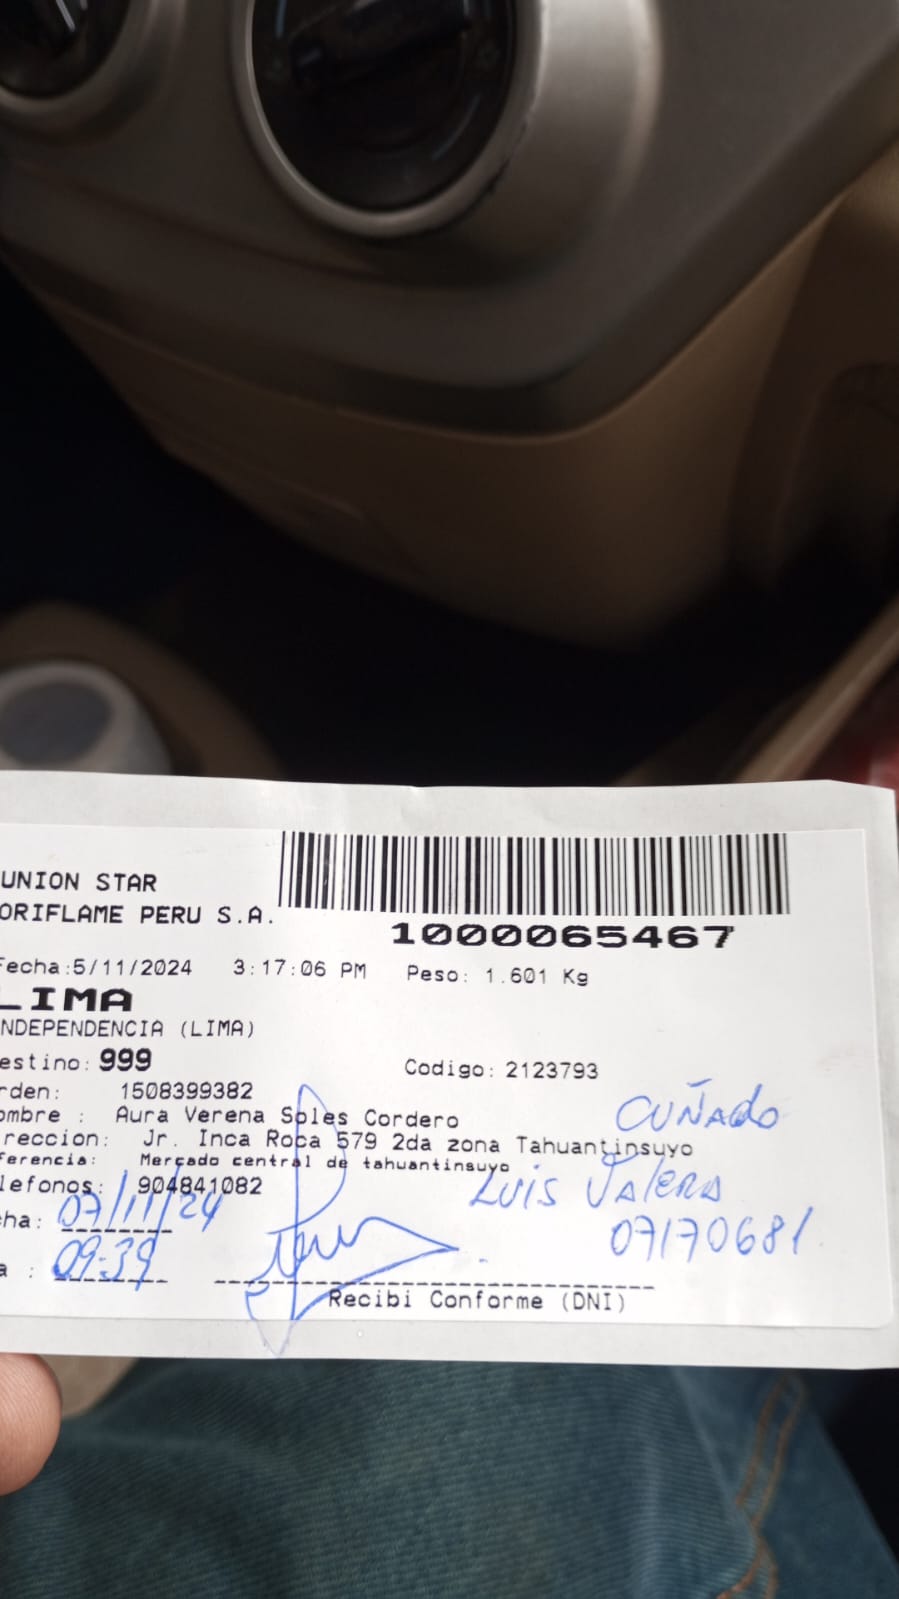 UNION STAR
ORIFLAME PERU S.A.
1000065467
Fecha:5/11/2024 3:17:06 PM Peso: 1.601 Kg
LIMA
NDEPENDENCIA (LIMA)
estino: 999 Codigo: 2123793
rden: 1508399382
ombre : Aura Verena Soles Cordero
CUÑADO
reccion: Jr. Inca Roca 579 2da zona Tahuantinsuyo
ferencia: Mercado central de tahuantinsuyo
lefonos: 904841082
LUIS VALERA
cha: 07/11/24
07170681
a : 09:39
Recibi Conforme (DNI)